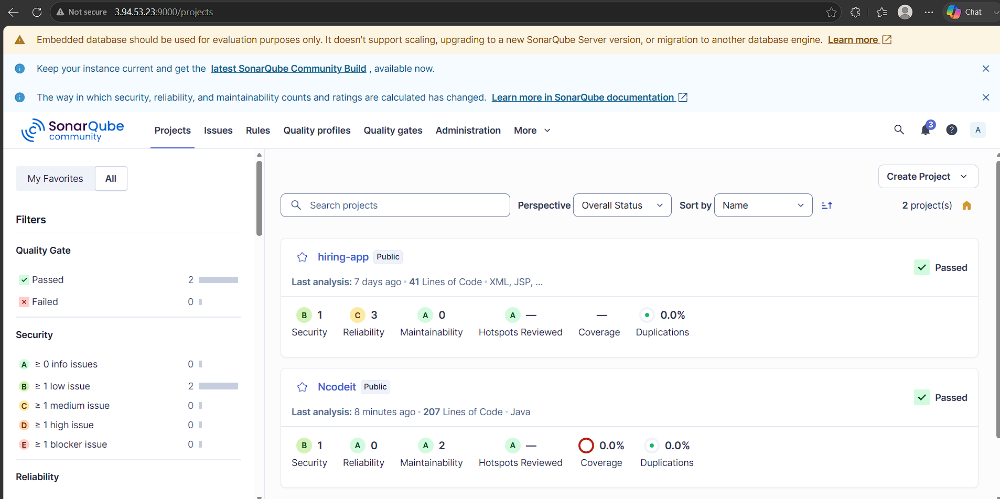 Not secure 3.94.53.23:9000/projects
Chat
Embedded database should be used for evaluation purposes only. It doesn't support scaling, upgrading to a new SonarQube Server version, or migration to another database engine. Learn more
Keep your instance current and get the latest SonarQube Community Build , available now.
The way in which security, reliability, and maintainability counts and ratings are calculated has changed. Learn more in SonarQube documentation
SonarQube community
Projects Issues Rules Quality profiles Quality gates Administration More
3
?
A
My Favorites All
Filters
Quality Gate
Passed 2
Failed 0
Security
A ≥ 0 info issues 0
B ≥ 1 low issue 2
C ≥ 1 medium issue 0
D ≥ 1 high issue 0
E ≥ 1 blocker issue 0
Reliability
Create Project
Search projects Perspective Overall Status Sort by Name 2 project(s)
hiring-app Public
Passed
Last analysis: 7 days ago • 41 Lines of Code • XML, JSP, ...
B 1 C 3 A 0 A — — 0.0%
Security Reliability Maintainability Hotspots Reviewed Coverage Duplications
Ncodeit Public
Passed
Last analysis: 8 minutes ago • 207 Lines of Code • Java
B 1 A 0 A 2 A — 0.0% 0.0%
Security Reliability Maintainability Hotspots Reviewed Coverage Duplications